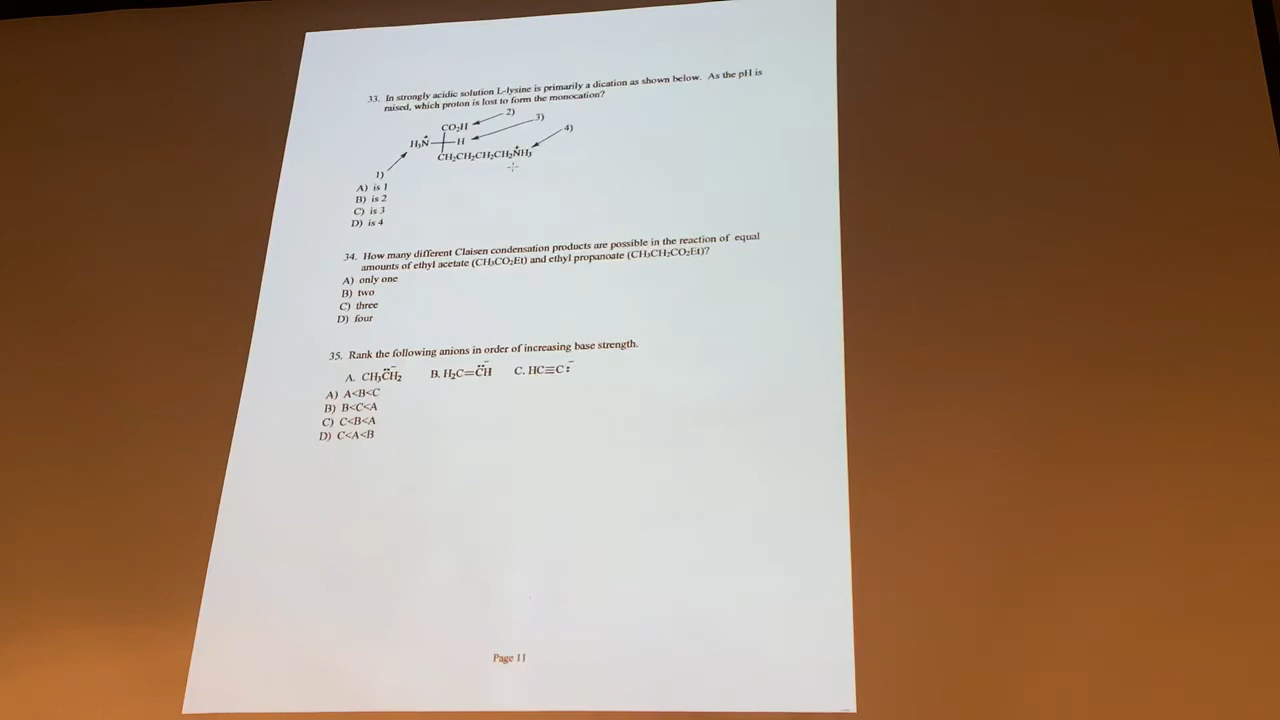 33. In strongly acidic solution L-lysine is primarily a dication as shown below. As the pH is
raised, which proton is lost to form the monocation?
2)
3)
4)
CO₂H
H₃N⁺ H
CH₂CH₂CH₂CH₂N⁺H₃
1)
A) is 1
B) is 2
C) is 3
D) is 4
34. How many different Claisen condensation products are possible in the reaction of equal
amounts of ethyl acetate (CH₃CO₂Et) and ethyl propanoate (CH₃CH₂CO₂Et)?
A) only one
B) two
C) three
D) four
35. Rank the following anions in order of increasing base strength.
A. CH₃C̈H₂⁻ B. H₂C=C̈H⁻ C. HC≡C:⁻
A) A<B<C
B) B<C<A
C) C<B<A
D) C<A<B
Page 11